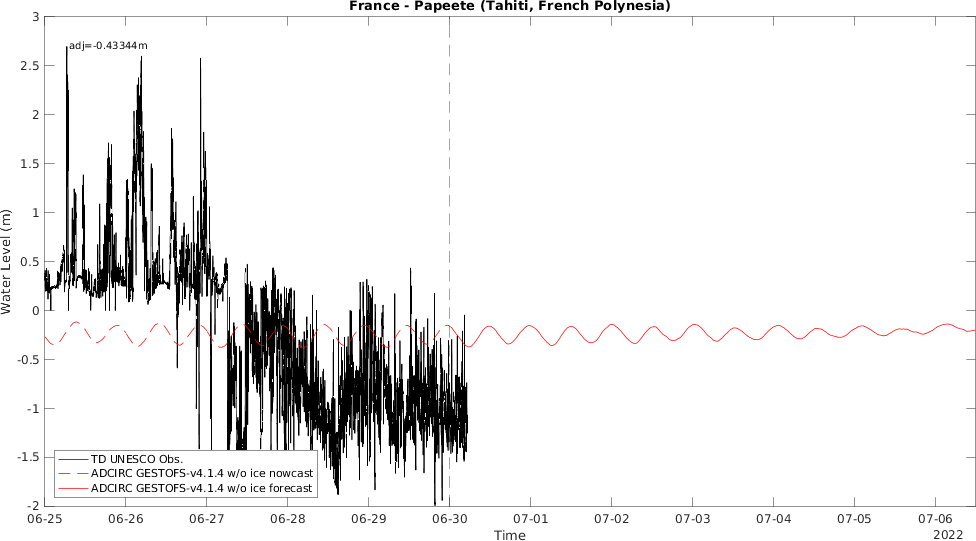 France - Papeete (Tahiti, French Polynesia)
adj=-0.43344m
Water Level (m)
3
2.5
2
1.5
1
0.5
0
-0.5
-1
-1.5
-2
TD UNESCO Obs.
ADCIRC GESTOFS-v4.1.4 w/o ice nowcast
ADCIRC GESTOFS-v4.1.4 w/o ice forecast
06-25 06-26 06-27 06-28 06-29 06-30 07-01 07-02 07-03 07-04 07-05 07-06
Time
2022